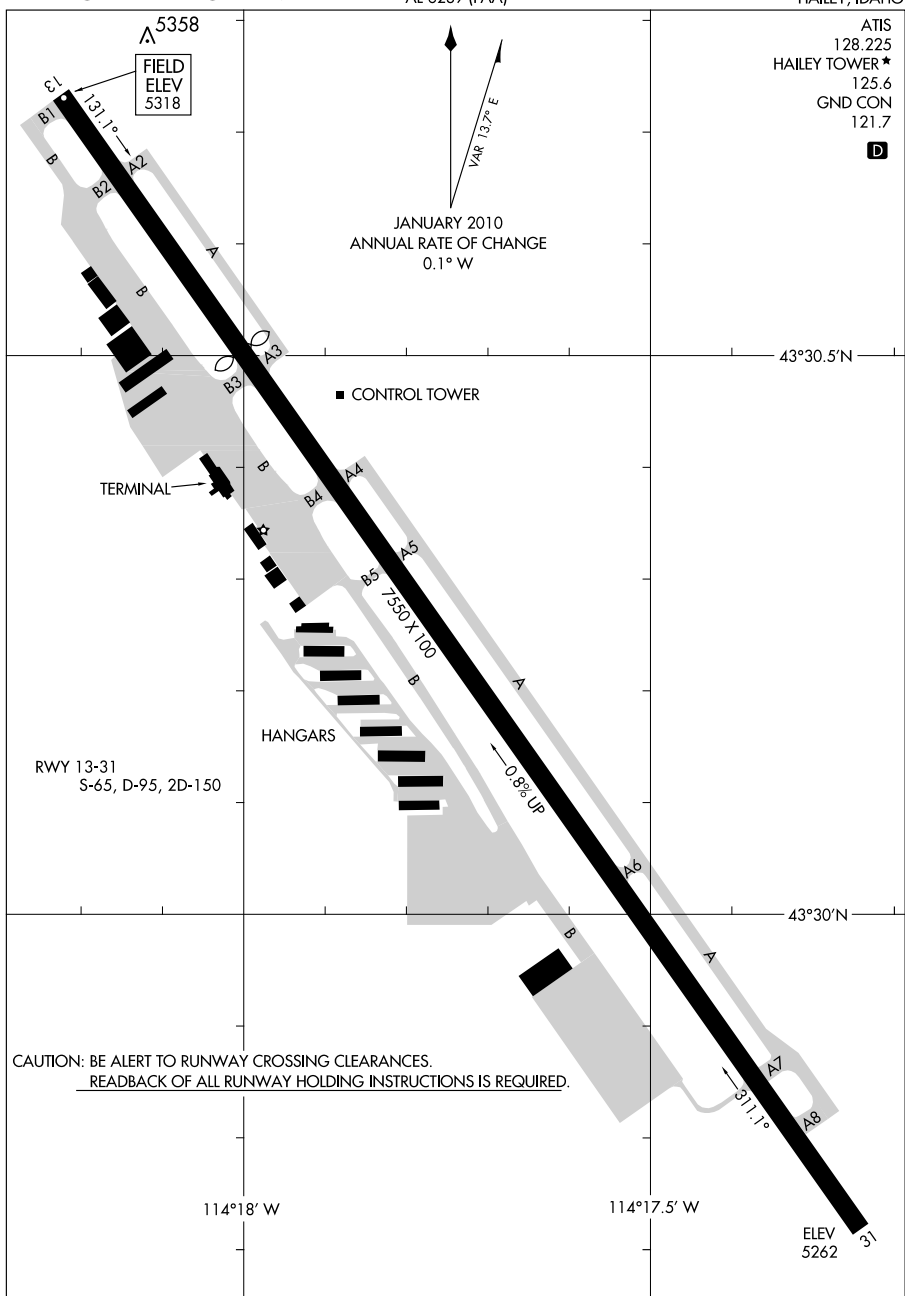 HAILEY, IDAHO
5358
FIELD
ELEV
5318
ATIS
128.225
HAILEY TOWER★
125.6
GND CON
121.7
D
VAR 13.7° E
JANUARY 2010
ANNUAL RATE OF CHANGE
0.1° W
13
131.1°
B1
B
B2
A2
A
B
43°30.5'N
A3
B3
CONTROL TOWER
B
A4
B4
TERMINAL
A5
B5
7550 X 100
B
A
HANGARS
RWY 13-31
S-65, D-95, 2D-150
0.8% UP
A6
43°30'N
B
A
CAUTION: BE ALERT TO RUNWAY CROSSING CLEARANCES.
READBACK OF ALL RUNWAY HOLDING INSTRUCTIONS IS REQUIRED.
A7
311.1°
A8
114°18' W
114°17.5' W
ELEV
5262
31